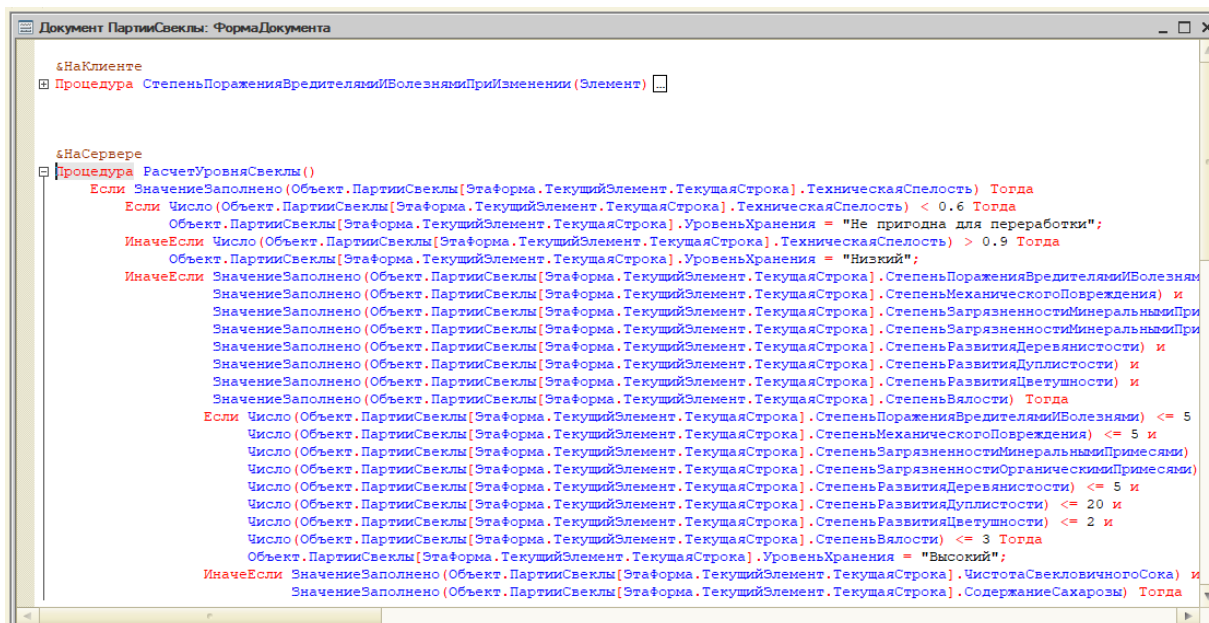 Документ ПартииСвеклы: ФормаДокумента
&НаКлиенте
Процедура СтепеньПораженияВредителямиИБолезнямиПриИзменении(Элемент) ...
&НаСервере
Процедура РасчетУровняСвеклы()
Если ЗначениеЗаполнено(Объект.ПартииСвеклы[ЭтаФорма.ТекущийЭлемент.ТекущаяСтрока].ТехническаяСпелость) Тогда
Если Число(Объект.ПартииСвеклы[ЭтаФорма.ТекущийЭлемент.ТекущаяСтрока].ТехническаяСпелость) < 0.6 Тогда
Объект.ПартииСвеклы[ЭтаФорма.ТекущийЭлемент.ТекущаяСтрока].УровеньХранения = "Не пригодна для переработки";
ИначеЕсли Число(Объект.ПартииСвеклы[ЭтаФорма.ТекущийЭлемент.ТекущаяСтрока].ТехническаяСпелость) > 0.9 Тогда
Объект.ПартииСвеклы[ЭтаФорма.ТекущийЭлемент.ТекущаяСтрока].УровеньХранения = "Низкий";
ИначеЕсли ЗначениеЗаполнено(Объект.ПартииСвеклы[ЭтаФорма.ТекущийЭлемент.ТекущаяСтрока].СтепеньПораженияВредителямиИБолезням
ЗначениеЗаполнено(Объект.ПартииСвеклы[ЭтаФорма.ТекущийЭлемент.ТекущаяСтрока].СтепеньМеханическогоПовреждения) и
ЗначениеЗаполнено(Объект.ПартииСвеклы[ЭтаФорма.ТекущийЭлемент.ТекущаяСтрока].СтепеньЗагрязненностиМинеральнымиПри
ЗначениеЗаполнено(Объект.ПартииСвеклы[ЭтаФорма.ТекущийЭлемент.ТекущаяСтрока].СтепеньЗагрязненностиМинеральнымиПри
ЗначениеЗаполнено(Объект.ПартииСвеклы[ЭтаФорма.ТекущийЭлемент.ТекущаяСтрока].СтепеньРазвитияДеревянистости) и
ЗначениеЗаполнено(Объект.ПартииСвеклы[ЭтаФорма.ТекущийЭлемент.ТекущаяСтрока].СтепеньРазвитияДуплистости) и
ЗначениеЗаполнено(Объект.ПартииСвеклы[ЭтаФорма.ТекущийЭлемент.ТекущаяСтрока].СтепеньРазвитияЦветушности) и
ЗначениеЗаполнено(Объект.ПартииСвеклы[ЭтаФорма.ТекущийЭлемент.ТекущаяСтрока].СтепеньВялости) Тогда
Если Число(Объект.ПартииСвеклы[ЭтаФорма.ТекущийЭлемент.ТекущаяСтрока].СтепеньПораженияВредителямиИБолезнями) <= 5
Число(Объект.ПартииСвеклы[ЭтаФорма.ТекущийЭлемент.ТекущаяСтрока].СтепеньМеханическогоПовреждения) <= 5 и
Число(Объект.ПартииСвеклы[ЭтаФорма.ТекущийЭлемент.ТекущаяСтрока].СтепеньЗагрязненностиМинеральнымиПримесями)
Число(Объект.ПартииСвеклы[ЭтаФорма.ТекущийЭлемент.ТекущаяСтрока].СтепеньЗагрязненностиОрганическимиПримесями)
Число(Объект.ПартииСвеклы[ЭтаФорма.ТекущийЭлемент.ТекущаяСтрока].СтепеньРазвитияДеревянистости) <= 5 и
Число(Объект.ПартииСвеклы[ЭтаФорма.ТекущийЭлемент.ТекущаяСтрока].СтепеньРазвитияДуплистости) <= 20 и
Число(Объект.ПартииСвеклы[ЭтаФорма.ТекущийЭлемент.ТекущаяСтрока].СтепеньРазвитияЦветушности) <= 2 и
Число(Объект.ПартииСвеклы[ЭтаФорма.ТекущийЭлемент.ТекущаяСтрока].СтепеньВялости) <= 3 Тогда
Объект.ПартииСвеклы[ЭтаФорма.ТекущийЭлемент.ТекущаяСтрока].УровеньХранения = "Высокий";
ИначеЕсли ЗначениеЗаполнено(Объект.ПартииСвеклы[ЭтаФорма.ТекущийЭлемент.ТекущаяСтрока].ЧистотаСвекловичногоСока) и
ЗначениеЗаполнено(Объект.ПартииСвеклы[ЭтаФорма.ТекущийЭлемент.ТекущаяСтрока].СодержаниеСахарозы) Тогда